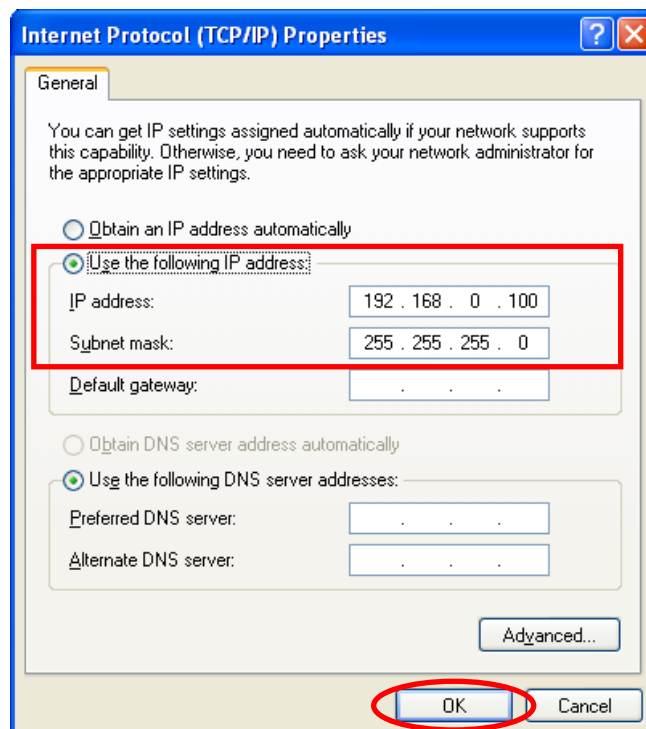 Internet Protocol (TCP/IP) Properties
General
You can get IP settings assigned automatically if your network supports
this capability. Otherwise, you need to ask your network administrator for
the appropriate IP settings.
Obtain an IP address automatically
Use the following IP address:
IP address: 192 . 168 . 0 . 100
Subnet mask: 255 . 255 . 255 . 0
Default gateway: . . .
Obtain DNS server address automatically
Use the following DNS server addresses:
Preferred DNS server: . . .
Alternate DNS server: . . .
Advanced...
OK Cancel